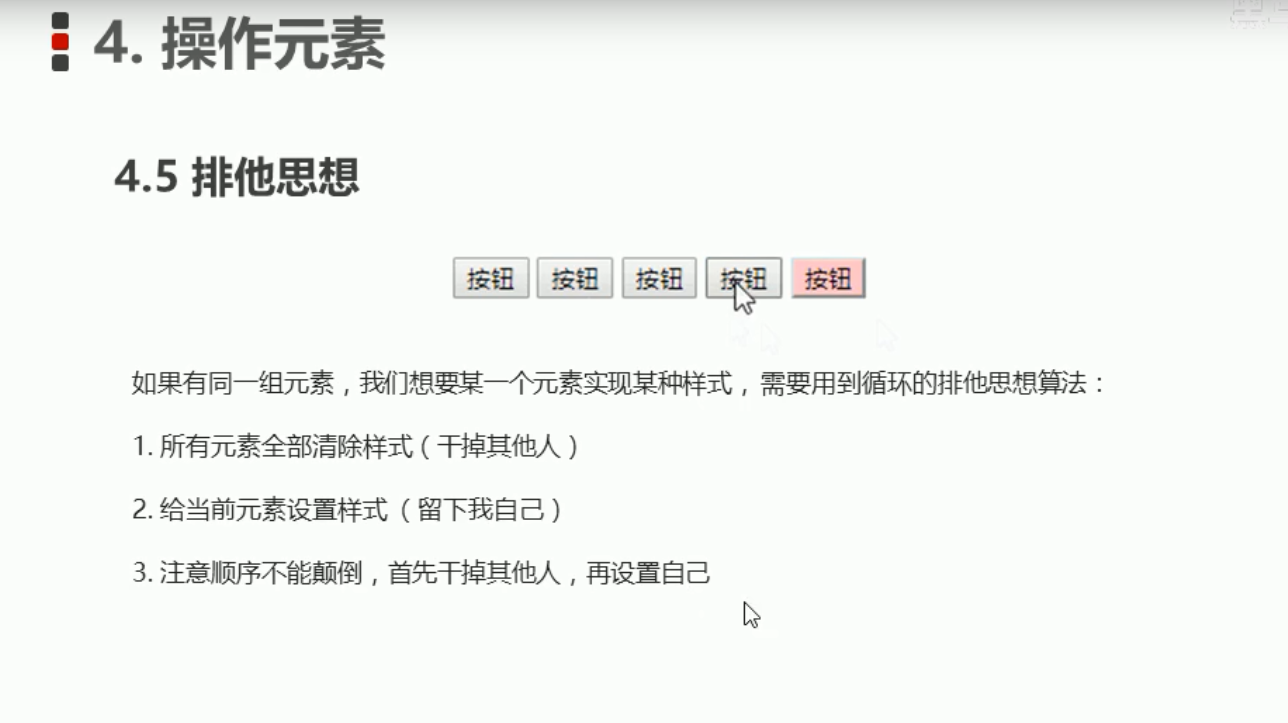 4. 操作元素
4.5 排他思想
按钮 按钮 按钮 按钮 按钮
如果有同一组元素，我们想要某一个元素实现某种样式，需要用到循环的排他思想算法：
1. 所有元素全部清除样式（干掉其他人）
2. 给当前元素设置样式 （留下我自己）
3. 注意顺序不能颠倒，首先干掉其他人，再设置自己